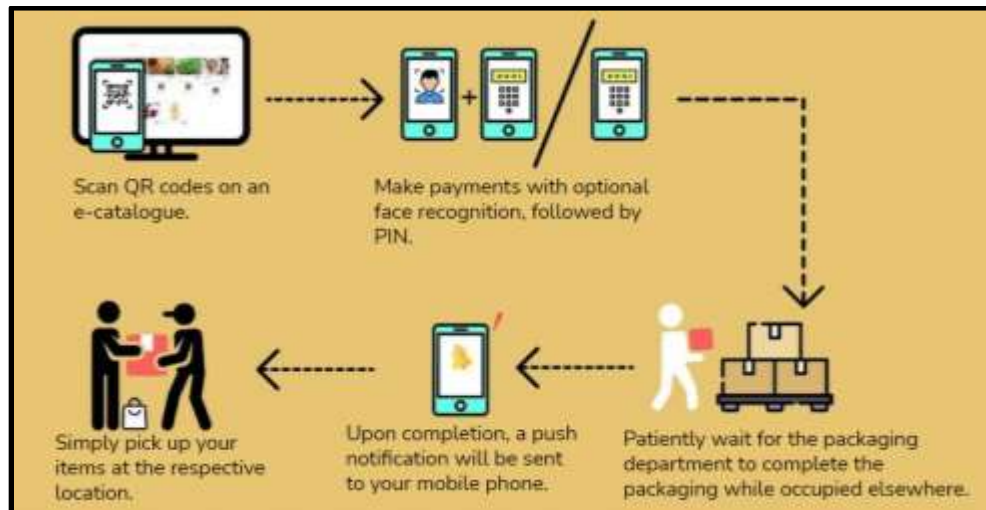 Scan QR codes on an
e-catalogue.
Make payments with optional
face recognition, followed by
PIN.
Patiently wait for the packaging
department to complete the
packaging while occupied elsewhere.
Upon completion, a push
notification will be sent
to your mobile phone.
Simply pick up your
items at the respective
location.